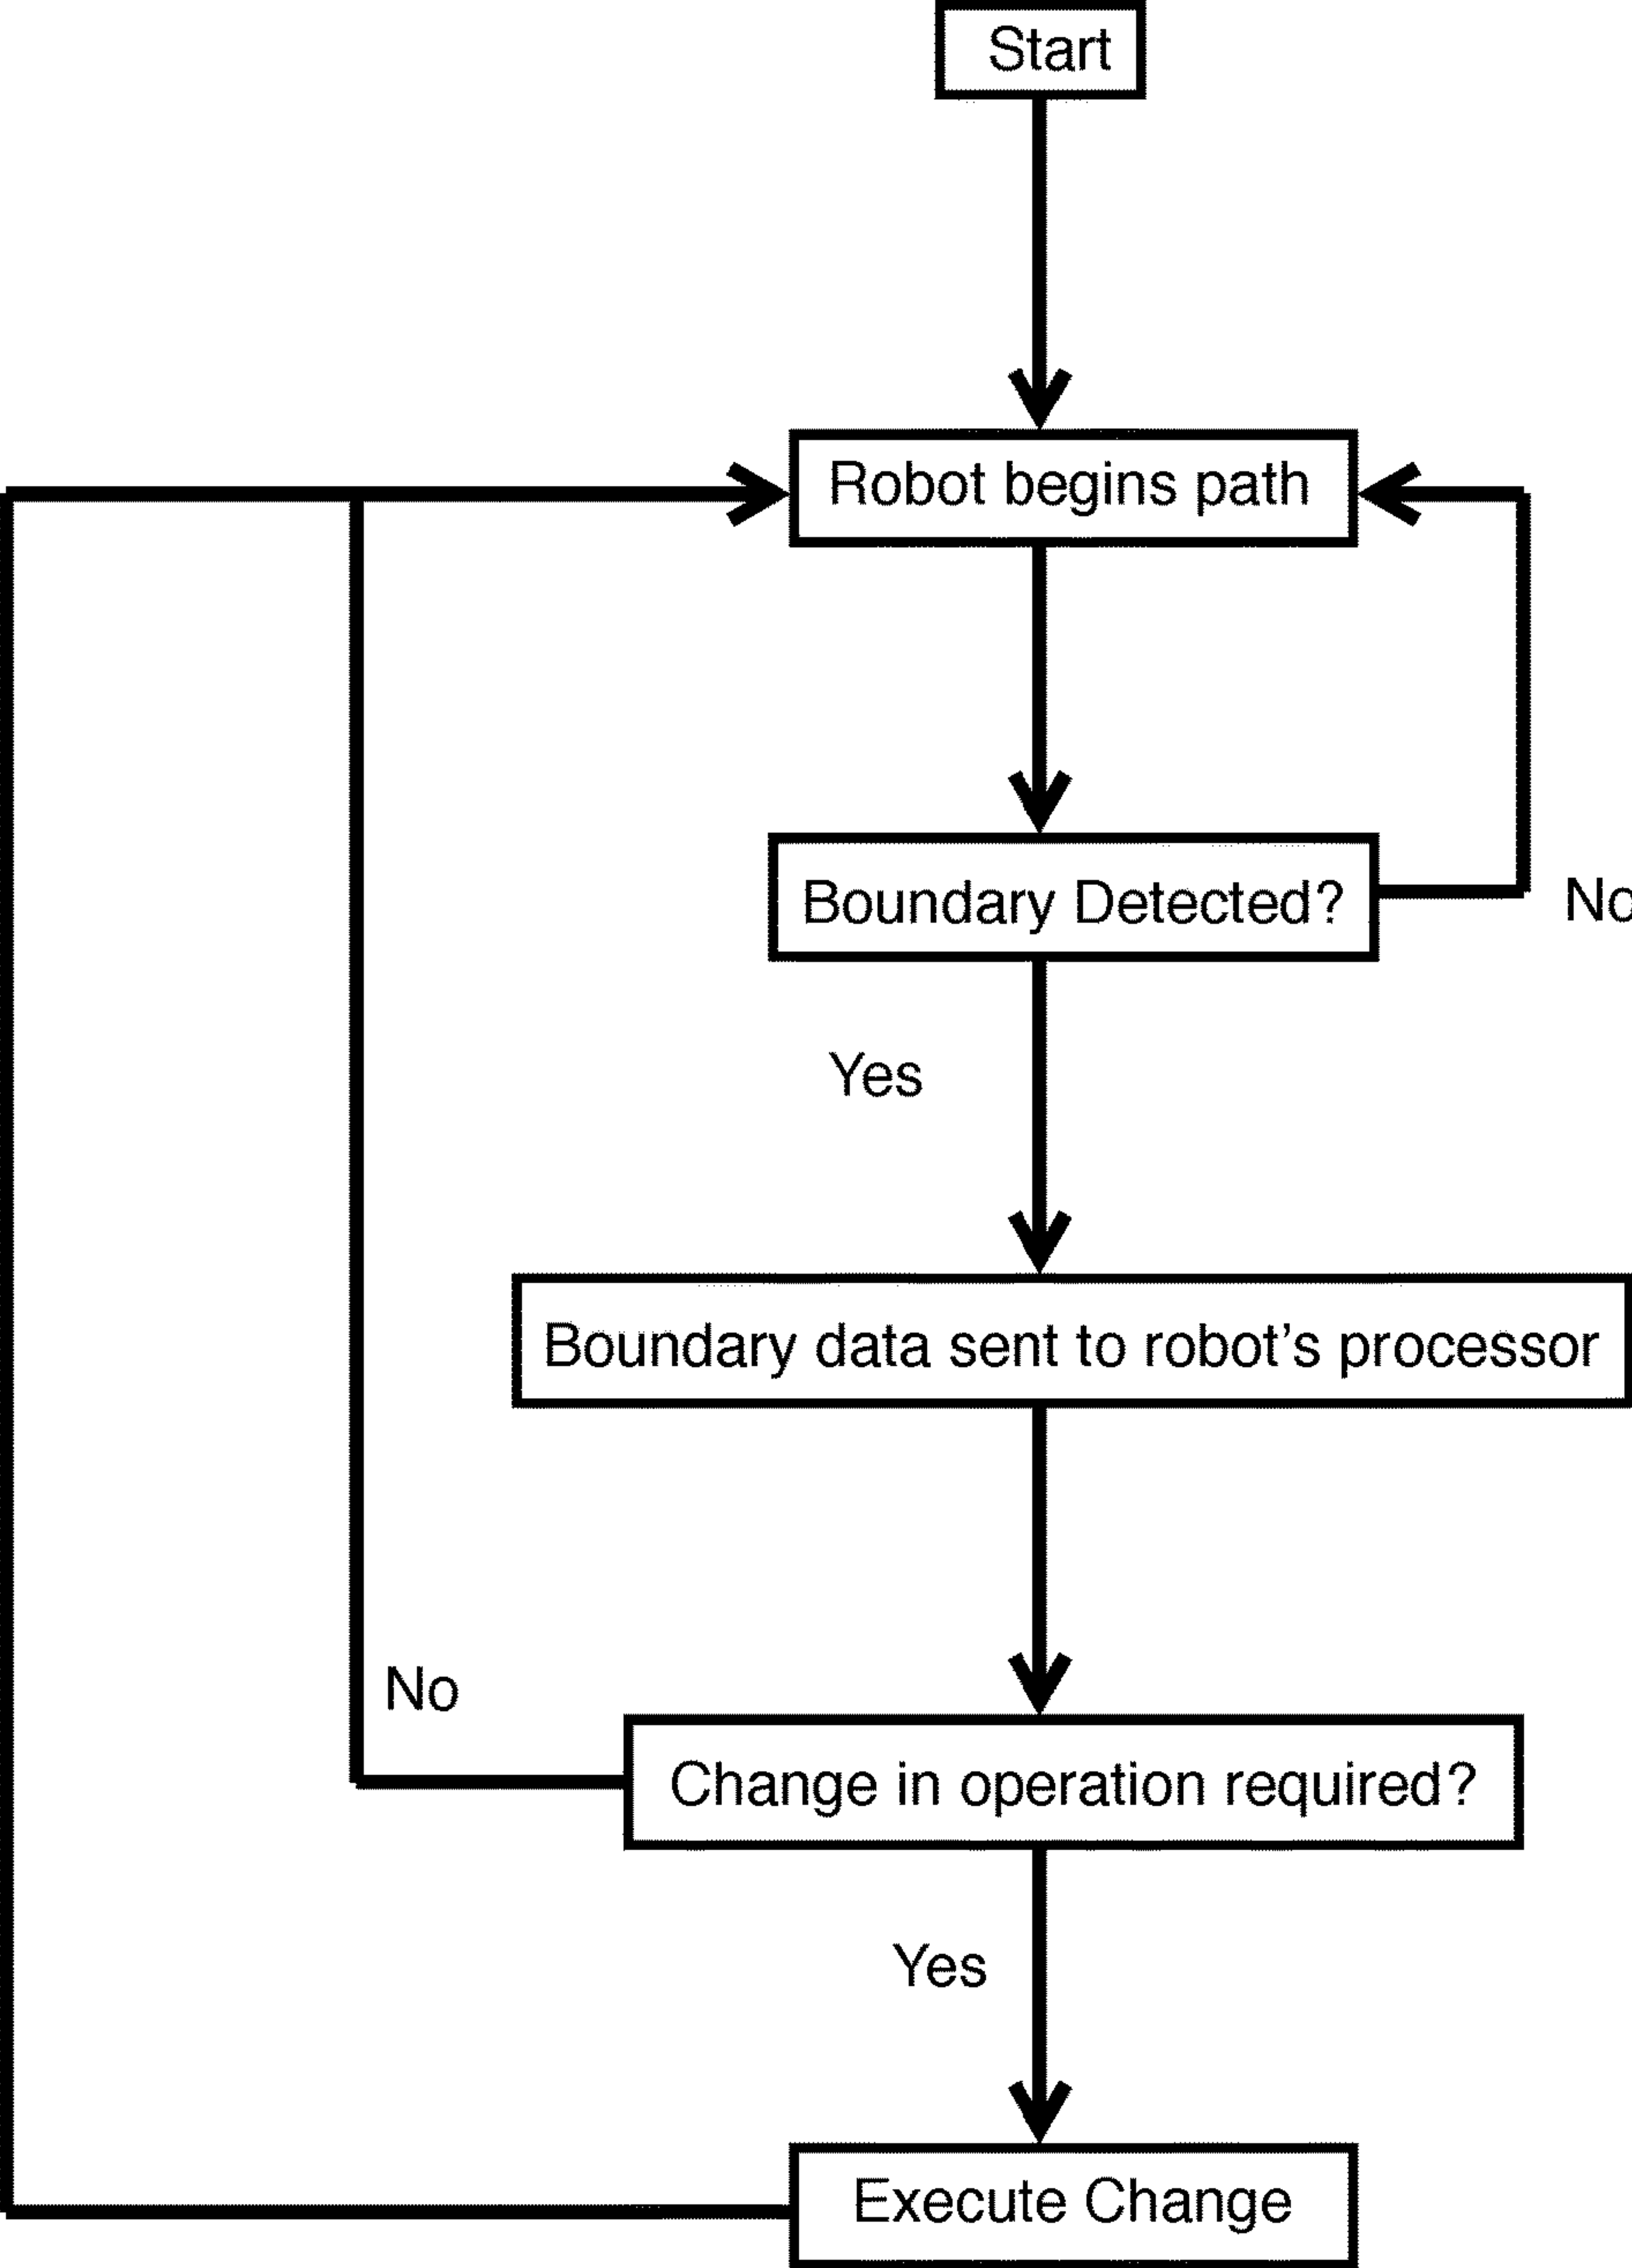 Start
Robot begins path
Boundary Detected?
No
Yes
Boundary data sent to robot's processor
No
Change in operation required?
Yes
Execute Change